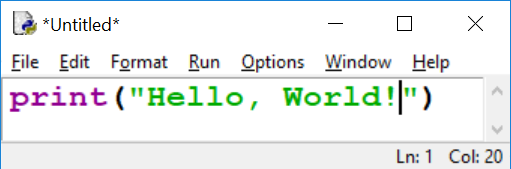 *Untitled*
File Edit Format Run Options Window Help
print("Hello, World!")
Ln: 1 Col: 20